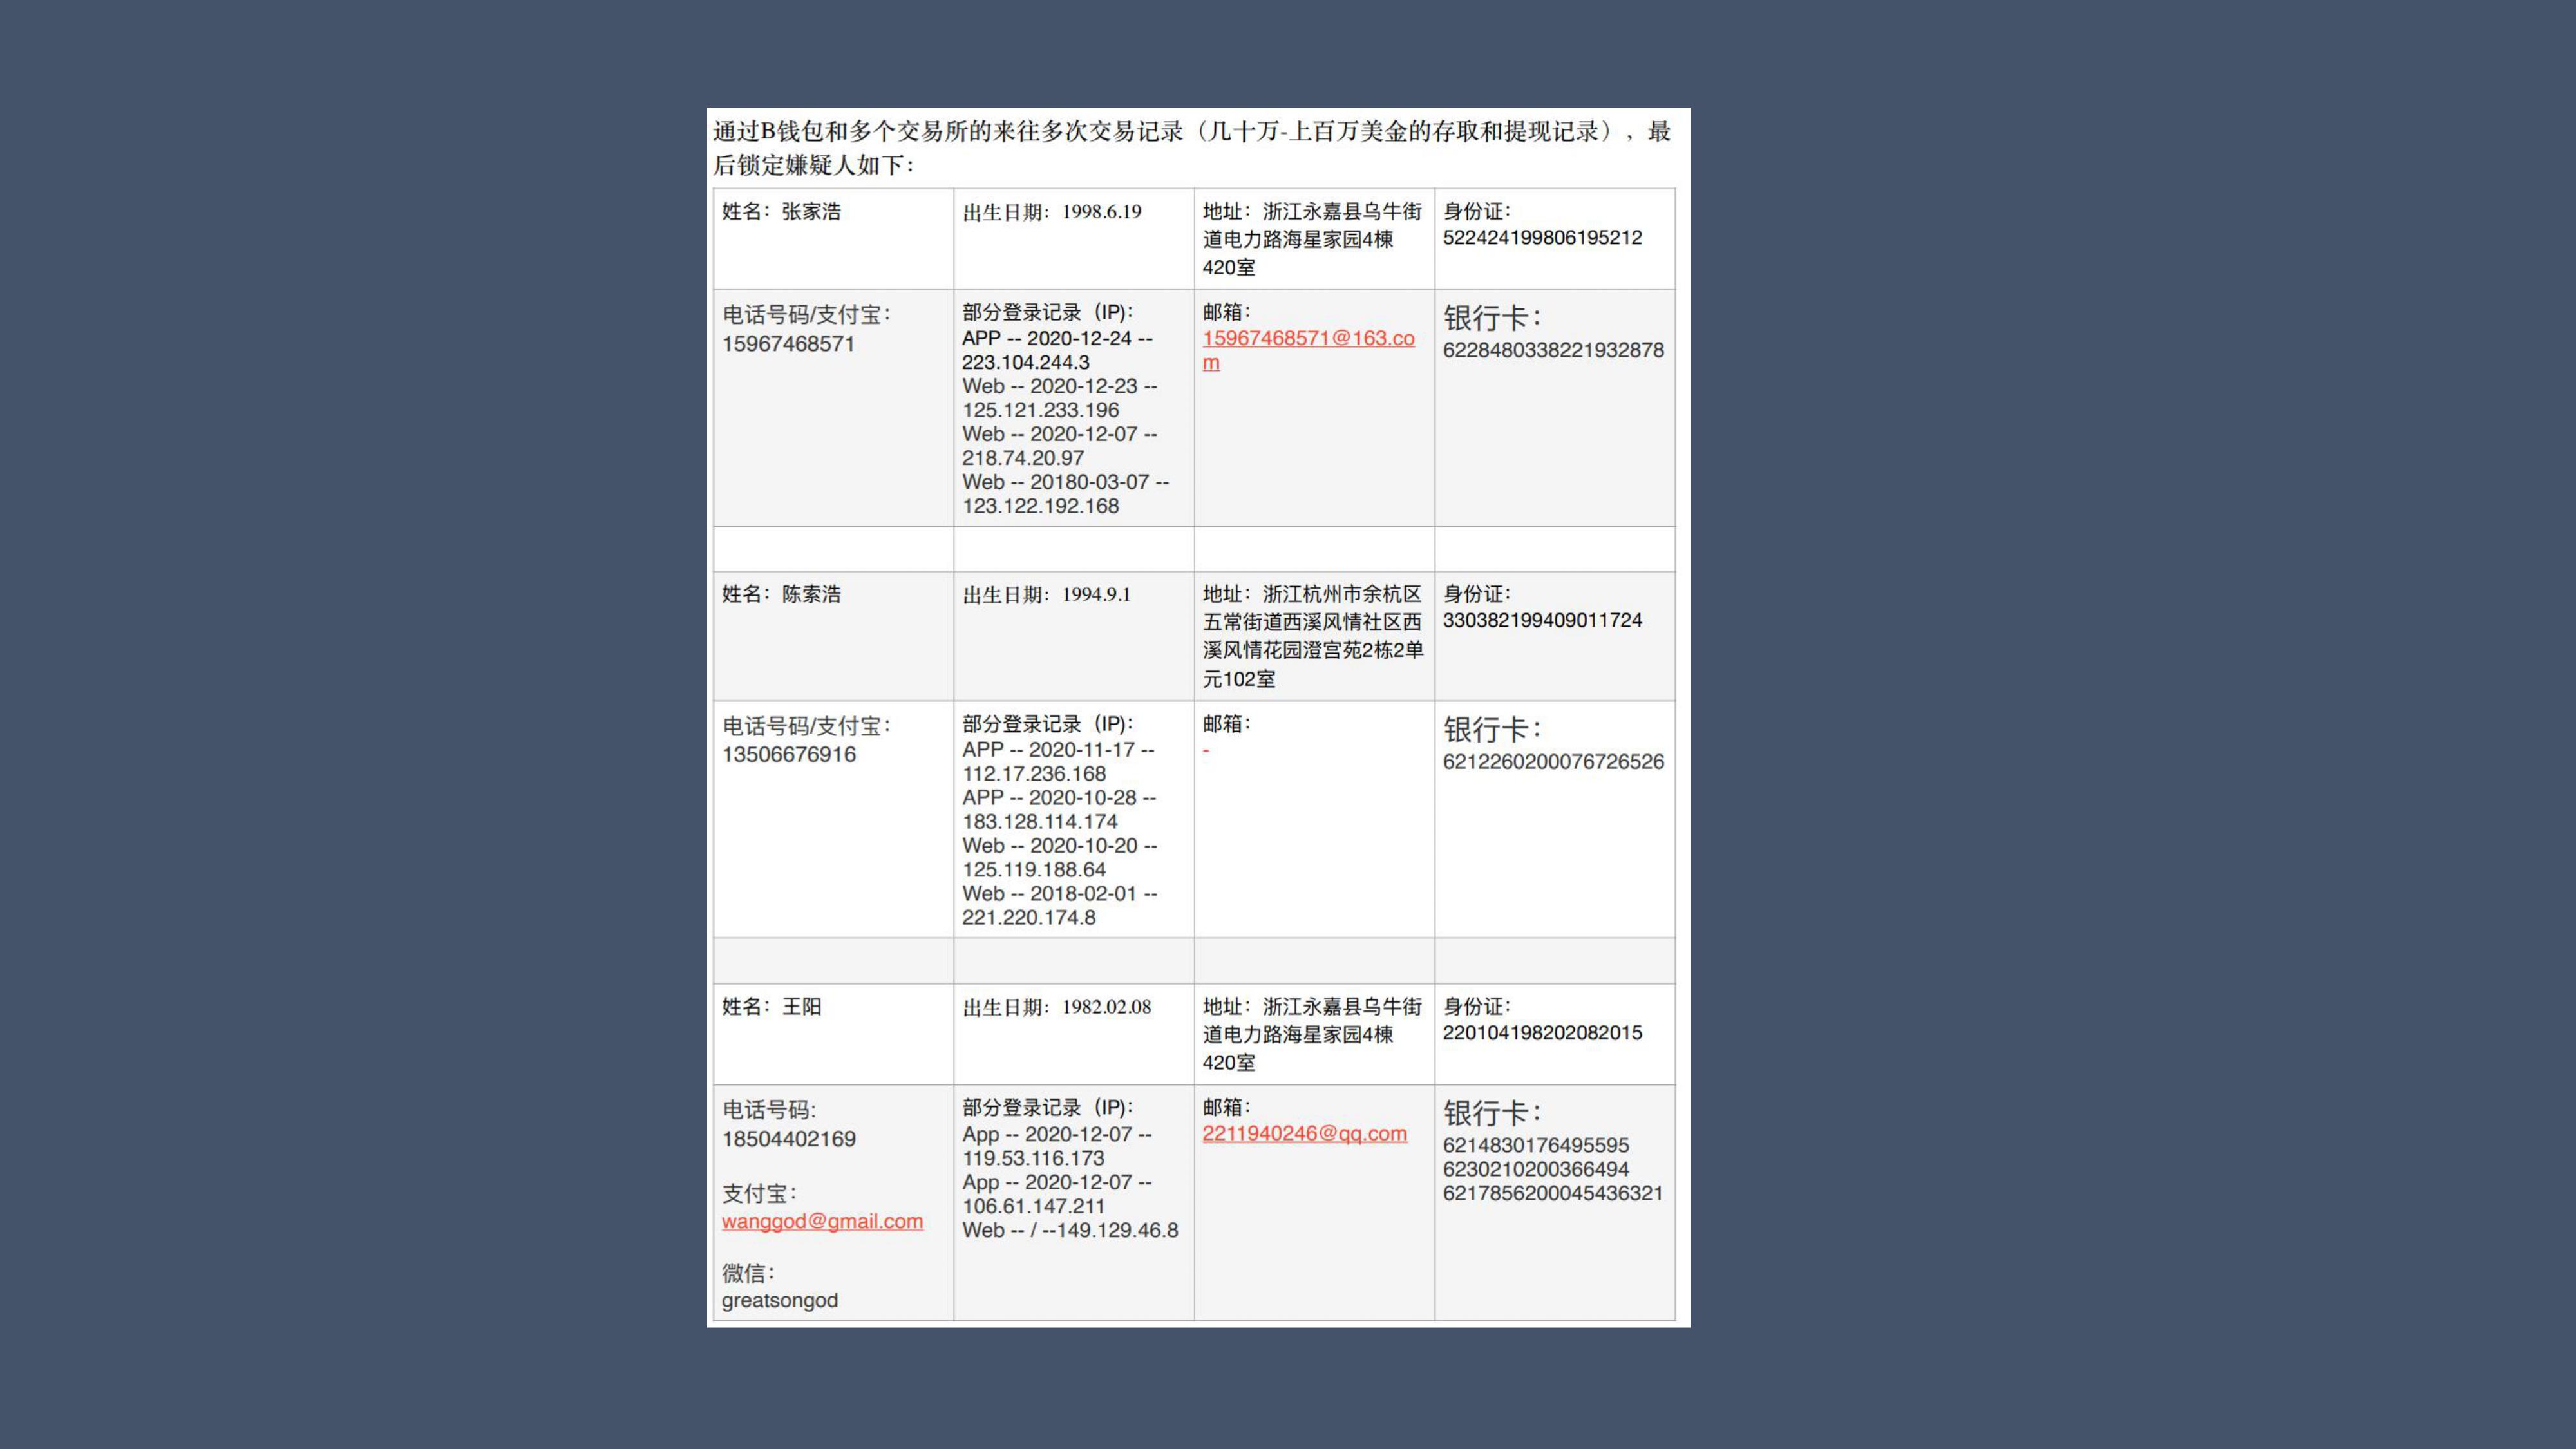 通过B钱包和多个交易所的来往多次交易记录（几十万-上百万美金的存取和提现记录），最
后锁定嫌疑人如下：
姓名：张家浩
出生日期：1998.6.19
地址：浙江永嘉县乌牛街
道电力路海星家园4棟
420室
身份证：
522424199806195212
电话号码/支付宝：
15967468571
部分登录记录（IP）：
APP -- 2020-12-24 --
223.104.244.3
Web -- 2020-12-23 --
125.121.233.196
Web -- 2020-12-07 --
218.74.20.97
Web -- 20180-03-07 --
123.122.192.168
邮箱：
15967468571@163.co
m
银行卡：
6228480338221932878
姓名：陈索浩
出生日期：1994.9.1
地址：浙江杭州市余杭区
五常街道西溪风情社区西
溪风情花园澄宫苑2栋2单
元102室
身份证：
330382199409011724
电话号码/支付宝：
13506676916
部分登录记录（IP）：
APP -- 2020-11-17 --
112.17.236.168
APP -- 2020-10-28 --
183.128.114.174
Web -- 2020-10-20 --
125.119.188.64
Web -- 2018-02-01 --
221.220.174.8
邮箱：
-
银行卡：
6212260200076726526
姓名：王阳
出生日期：1982.02.08
地址：浙江永嘉县乌牛街
道电力路海星家园4棟
420室
身份证：
220104198202082015
电话号码:
18504402169
支付宝：
wanggod@gmail.com
微信：
greatsongod
部分登录记录（IP）：
App -- 2020-12-07 --
119.53.116.173
App -- 2020-12-07 --
106.61.147.211
Web -- / --149.129.46.8
邮箱：
2211940246@qq.com
银行卡：
6214830176495595
6230210200366494
6217856200045436321